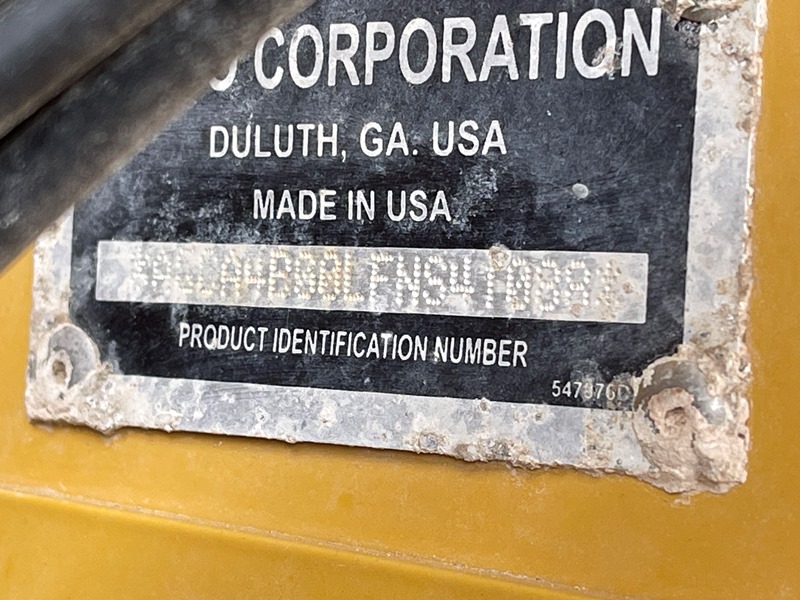 CORPORATION
DULUTH, GA. USA
MADE IN USA
PRODUCT IDENTIFICATION NUMBER